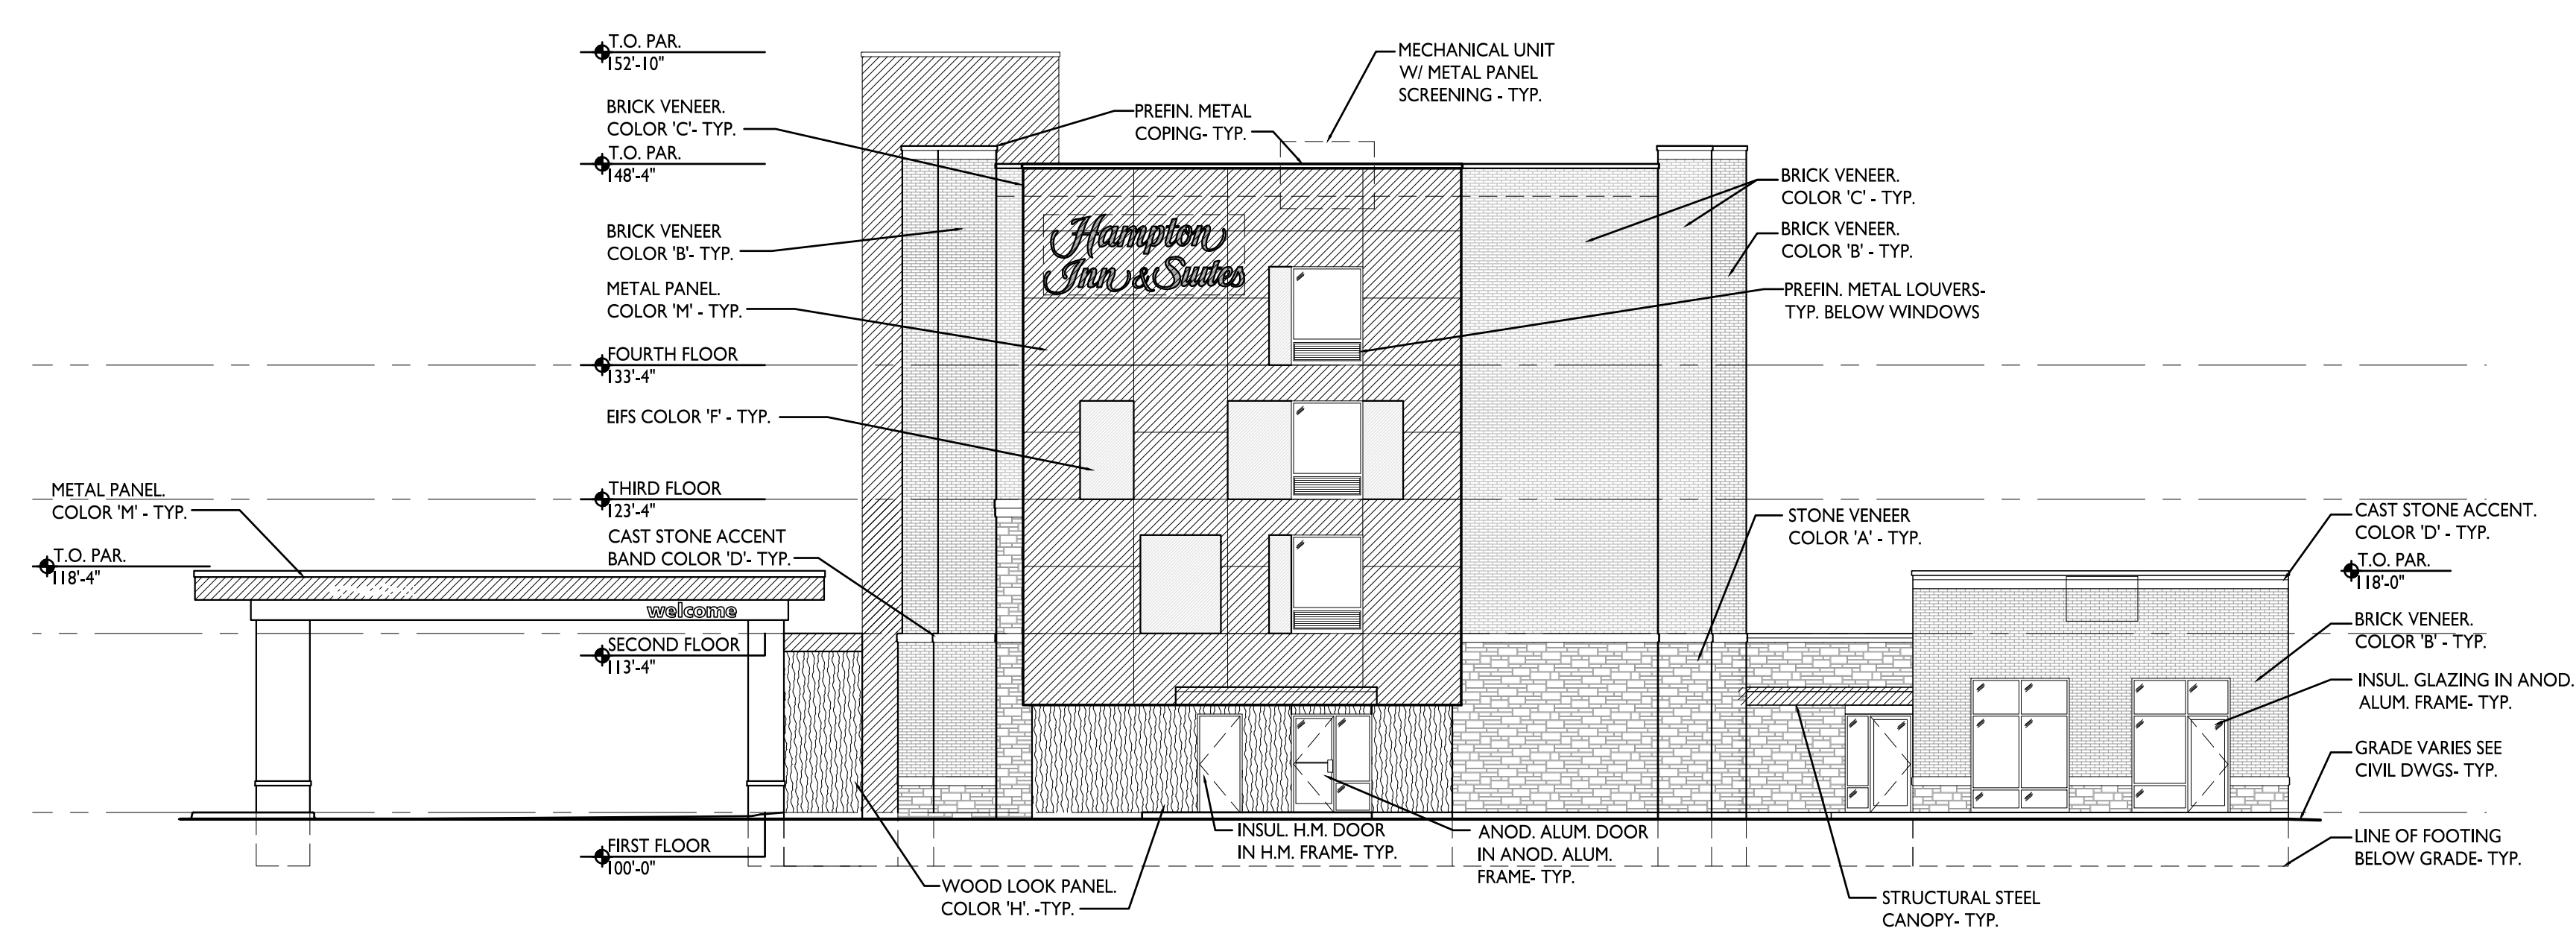 T.O. PAR.
152'-10"
BRICK VENEER.
COLOR 'C'- TYP.
T.O. PAR.
148'-4"
BRICK VENEER
COLOR 'B'- TYP.
METAL PANEL.
COLOR 'M' - TYP.
FOURTH FLOOR
133'-4"
EIFS COLOR 'F' - TYP.
THIRD FLOOR
123'-4"
CAST STONE ACCENT
BAND COLOR 'D'- TYP.
SECOND FLOOR
113'-4"
FIRST FLOOR
100'-0"
METAL PANEL.
COLOR 'M' - TYP.
T.O. PAR.
118'-4"
welcome
PREFIN. METAL
COPING- TYP.
MECHANICAL UNIT
W/ METAL PANEL
SCREENING - TYP.
Hampton
Inn & Suites
BRICK VENEER.
COLOR 'C' - TYP.
BRICK VENEER.
COLOR 'B' - TYP.
PREFIN. METAL LOUVERS-
TYP. BELOW WINDOWS
STONE VENEER
COLOR 'A' - TYP.
CAST STONE ACCENT.
COLOR 'D' - TYP.
T.O. PAR.
118'-0"
BRICK VENEER.
COLOR 'B' - TYP.
INSUL. GLAZING IN ANOD.
ALUM. FRAME- TYP.
GRADE VARIES SEE
CIVIL DWGS- TYP.
LINE OF FOOTING
BELOW GRADE- TYP.
INSUL. H.M. DOOR
IN H.M. FRAME- TYP.
ANOD. ALUM. DOOR
IN ANOD. ALUM.
FRAME- TYP.
WOOD LOOK PANEL.
COLOR 'H'. -TYP.
STRUCTURAL STEEL
CANOPY- TYP.